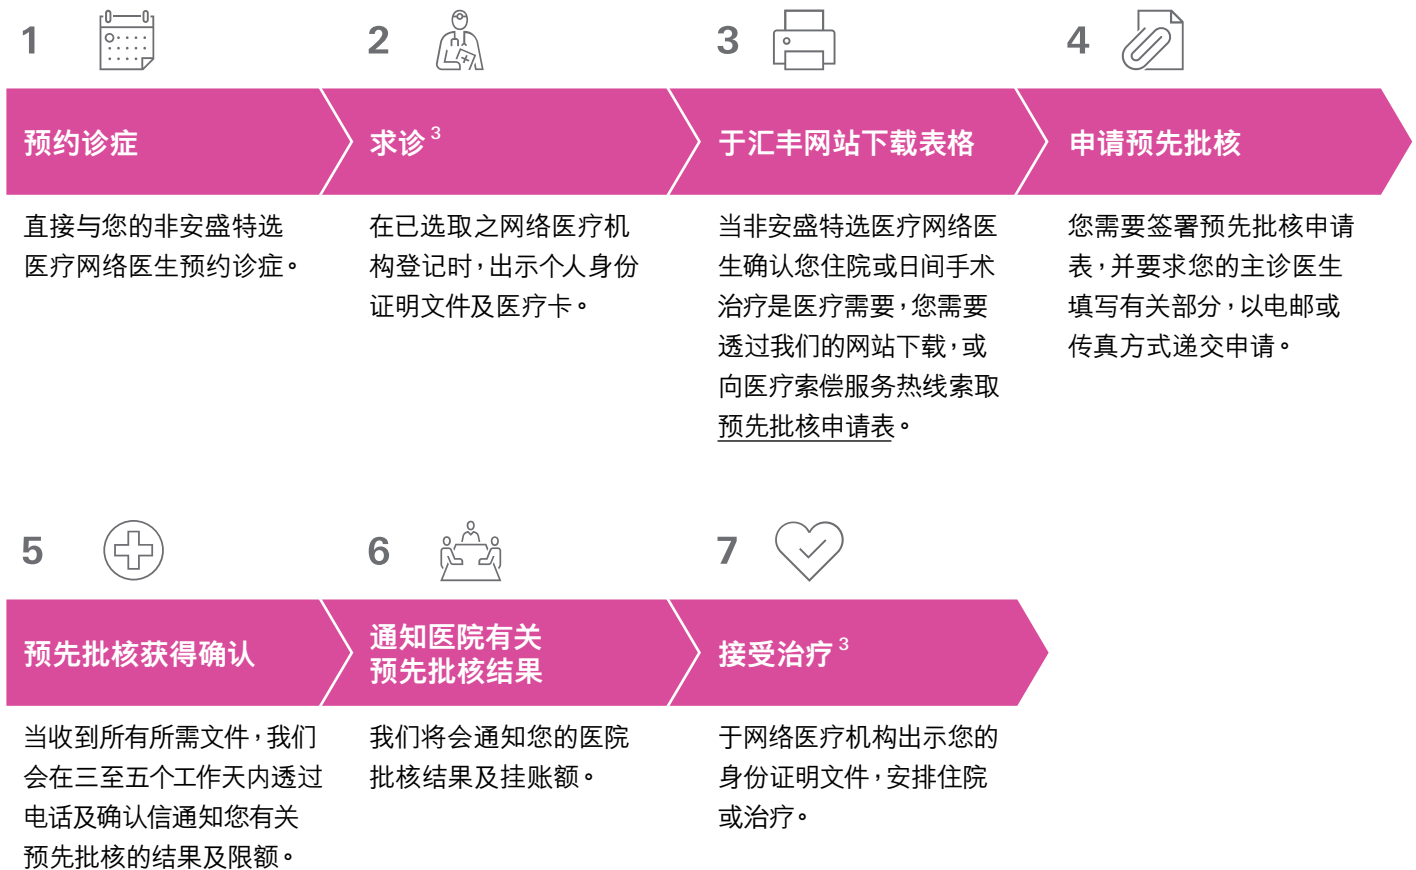 1
预约诊症
直接与您的非安盛特选
医疗网络医生预约诊症。
2
求诊 3
在已选取之网络医疗机
构登记时，出示个人身份
证明文件及医疗卡。
3
于汇丰网站下载表格
当非安盛特选医疗网络医
生确认您住院或日间手术
治疗是医疗需要，您需要
透过我们的网站下载，或
向医疗索偿服务热线索取
预先批核申请表。
4
申请预先批核
您需要签署预先批核申请
表，并要求您的主诊医生
填写有关部分，以电邮或
传真方式递交申请。
5
预先批核获得确认
当收到所有所需文件，我们
会在三至五个工作天内透过
电话及确认信通知您有关
预先批核的结果及限额。
6
通知医院有关
预先批核结果
我们将会通知您的医院
批核结果及挂账额。
7
接受治疗 3
于网络医疗机构出示您的
身份证明文件，安排住院
或治疗。